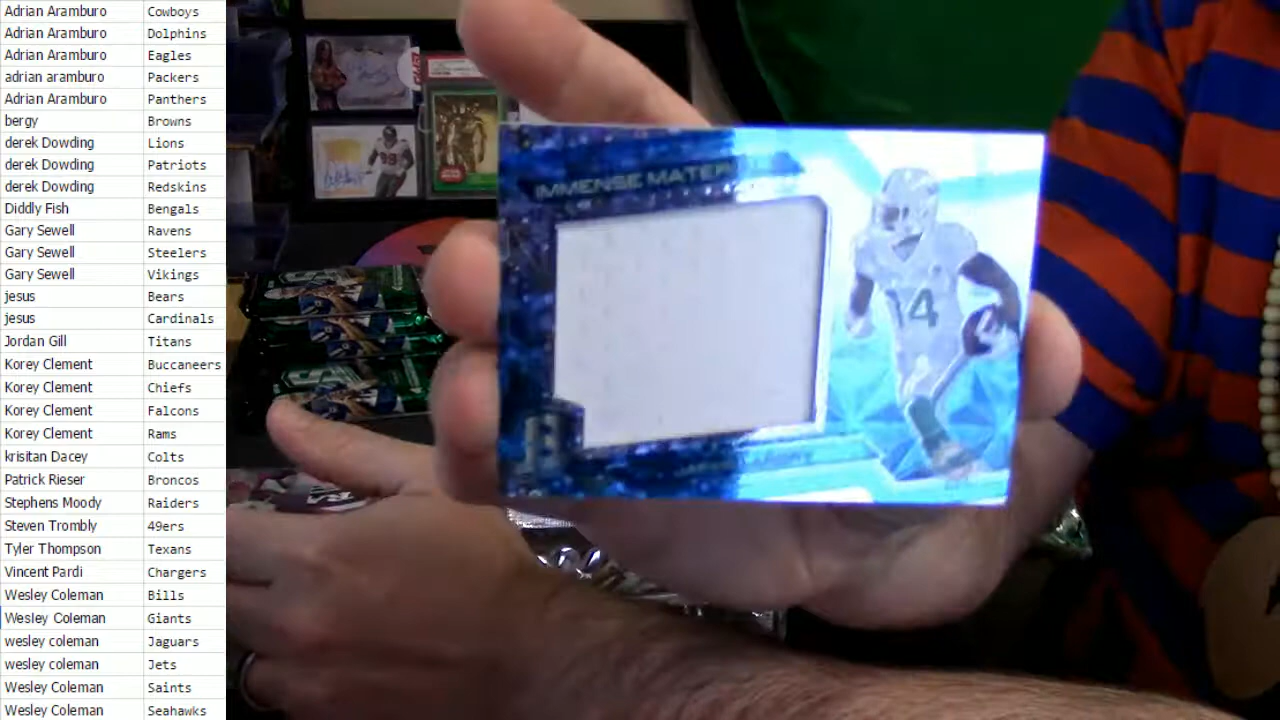 Adrian Aramburo Cowboys
Adrian Aramburo Dolphins
Adrian Aramburo Eagles
adrian aramburo Packers
Adrian Aramburo Panthers
bergy Browns
derek Dowding Lions
derek Dowding Patriots
derek Dowding Redskins
Diddly Fish Bengals
Gary Sewell Ravens
Gary Sewell Steelers
Gary Sewell Vikings
jesus Bears
jesus Cardinals
Jordan Gill Titans
Korey Clement Buccaneers
Korey Clement Chiefs
Korey Clement Falcons
Korey Clement Rams
krisitan Dacey Colts
Patrick Rieser Broncos
Stephens Moody Raiders
Steven Trombly 49ers
Tyler Thompson Texans
Vincent Pardi Chargers
Wesley Coleman Bills
Wesley Coleman Giants
wesley coleman Jaguars
wesley coleman Jets
Wesley Coleman Saints
Wesley Coleman Seahawks
IMMENSE MATER
14